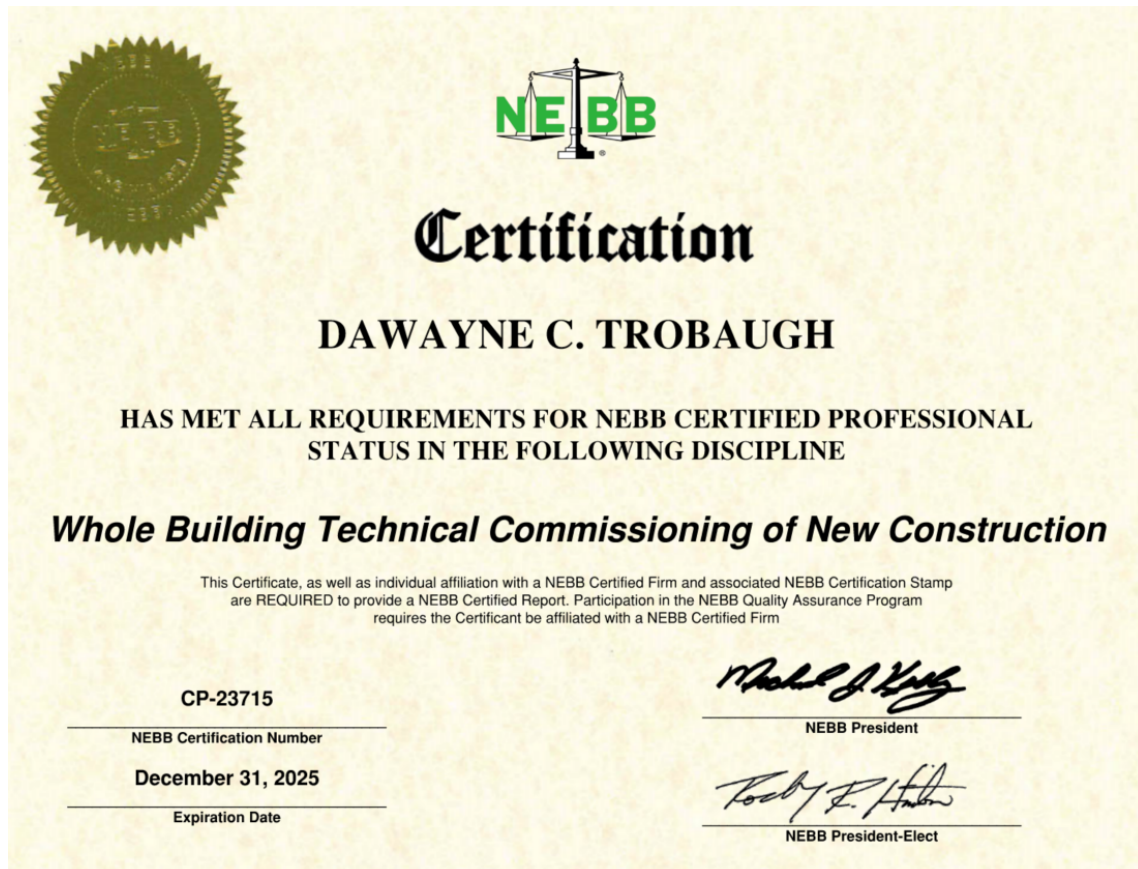 NEBB
NEBB
NEBB
Certification
DAWAYNE C. TROBAUGH
HAS MET ALL REQUIREMENTS FOR NEBB CERTIFIED PROFESSIONAL
STATUS IN THE FOLLOWING DISCIPLINE
Whole Building Technical Commissioning of New Construction
This Certificate, as well as individual affiliation with a NEBB Certified Firm and associated NEBB Certification Stamp
are REQUIRED to provide a NEBB Certified Report. Participation in the NEBB Quality Assurance Program
requires the Certificant be affiliated with a NEBB Certified Firm
CP-23715
NEBB Certification Number
December 31, 2025
Expiration Date
NEBB President
NEBB President-Elect